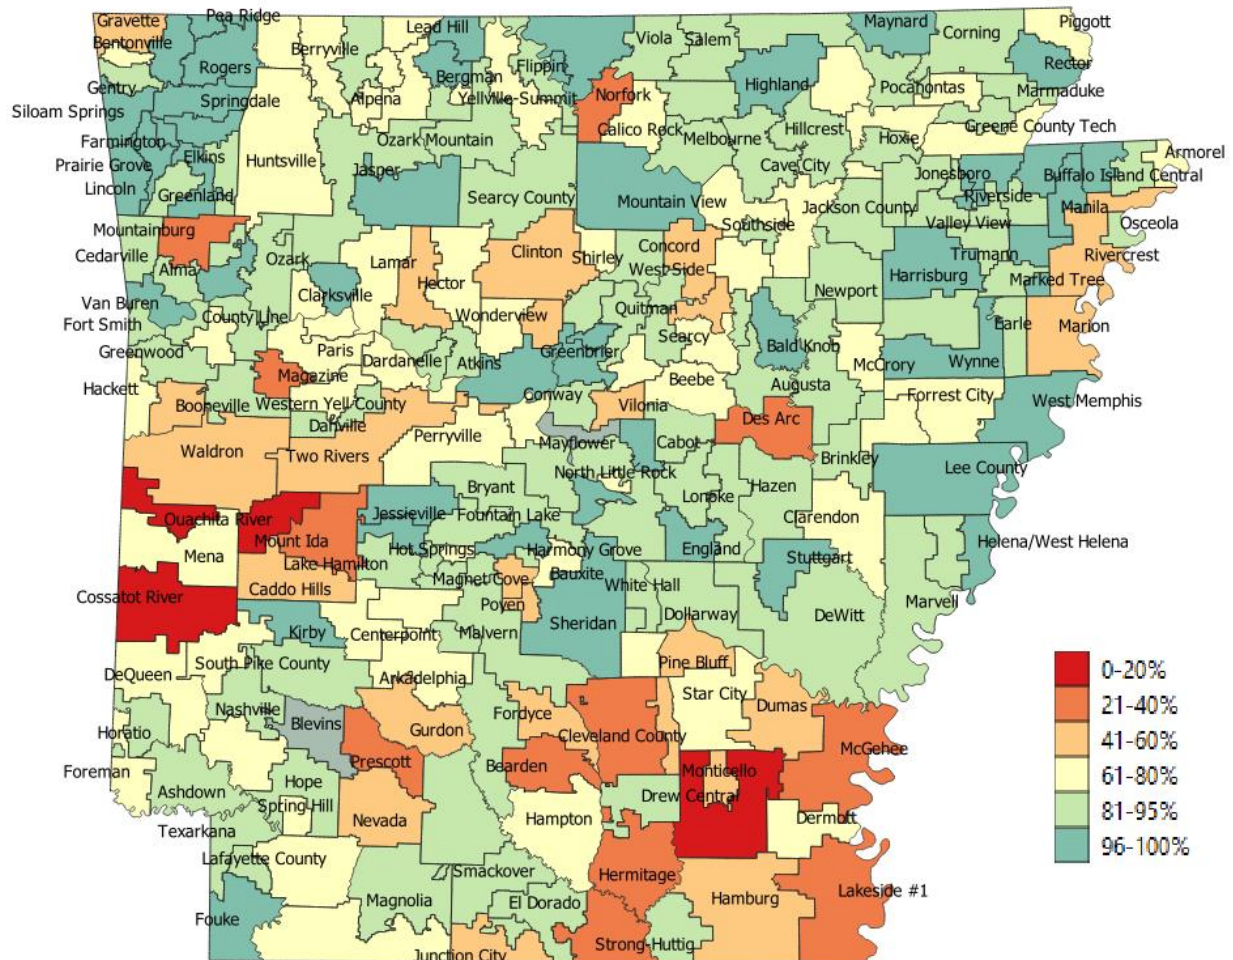 Gravette
Pea Ridge
Lead Hill
Maynard
Piggott
Bentonville
Berryville
Viola
Salem
Corning
Rogers
Bergman
Flippin
Rector
Gentry
Springdale
Alpena
Yellville-Summit
Norfork
Highland
Pocahontas
Marmaduke
Siloam Springs
Calico Rock
Melbourne
Hillcrest
Hoxie
Greene County Tech
Farmington
Ozark Mountain
Prairie Grove
Elkins
Huntsville
Jasper
Cave City
Jonesboro
Buffalo Island Central
Armorel
Lincoln
Greenland
Searcy County
Mountain View
Jackson County
Riverside
Manila
Mountainburg
Southside
Valley View
Osceola
Cedarville
Alma
Ozark
Lamar
Clinton
Shirley
Concord
West Side
Trumann
Rivercrest
Harrisburg
Marked Tree
Van Buren
Clarksville
Hector
Newport
Fort Smith
County Line
Wonderview
Quitman
Earle
Marion
Greenwood
Paris
Dardanelle
Atkins
Greenbrier
Searcy
Bald Knob
McCrory
Wynne
Hackett
Magazine
Beebe
Augusta
Booneville
Western Yell County
Conway
Vilonia
Forrest City
West Memphis
Danville
Perryville
Mayflower
Cabot
Des Arc
Waldron
Two Rivers
North Little Rock
Brinkley
Lee County
Bryant
Lonoke
Hazen
Ouachita River
Jessieville
Fountain Lake
Clarendon
Mount Ida
Mena
Hot Springs
Harmony Grove
England
Stuttgart
Helena/West Helena
Lake Hamilton
Caddo Hills
Magnet Cove
Bauxite
White Hall
Cossatot River
Poyen
Dollarway
DeWitt
Marvell
Kirby
Centerpoint
Malvern
Sheridan
DeQueen
South Pike County
Arkadelphia
Pine Bluff
0-20%
Star City
21-40%
Nashville
Blevins
Gurdon
Fordyce
Dumas
Horatio
Cleveland County
41-60%
McGehee
Foreman
Prescott
Bearden
Monticello
61-80%
Ashdown
Hope
Drew Central
Spring Hill
Nevada
Hampton
Dermott
81-95%
Texarkana
96-100%
Lafayette County
Smackover
Hermitage
Magnolia
El Dorado
Hamburg
Lakeside #1
Fouke
Strong-Huttig
Junction City